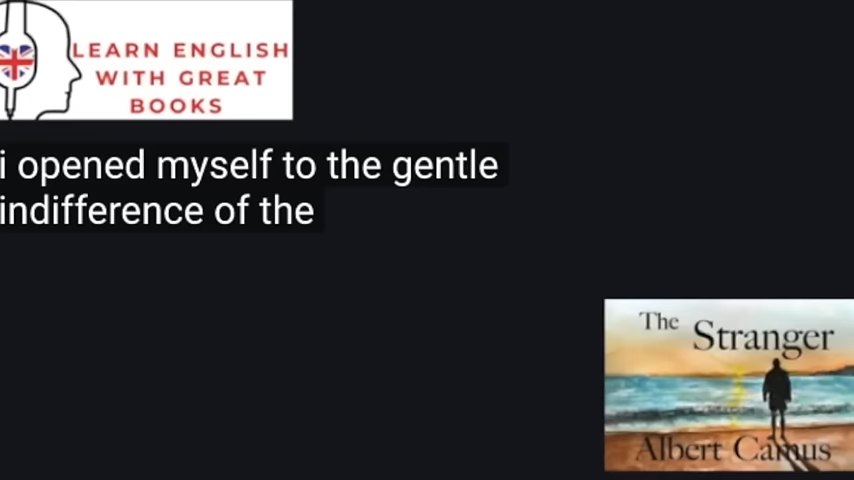 LEARN ENGLISH
WITH GREAT
BOOKS
i opened myself to the gentle
indifference of the
The Stranger
Albert Camus